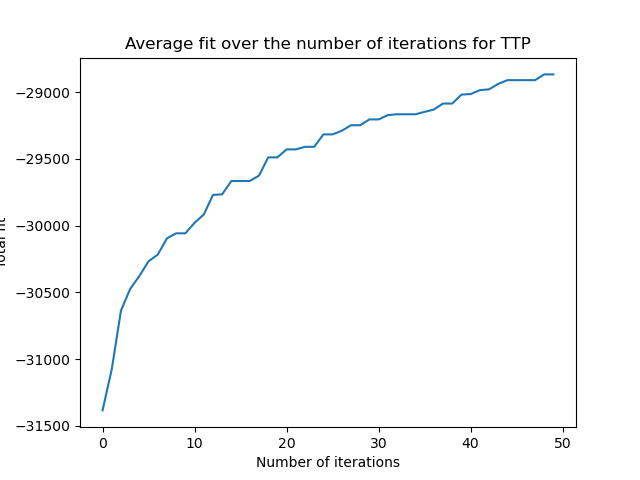 Average fit over the number of iterations for TTP
−29000
−29500
−30000
−30500
−31000
−31500
Total fit
0 10 20 30 40 50
Number of iterations